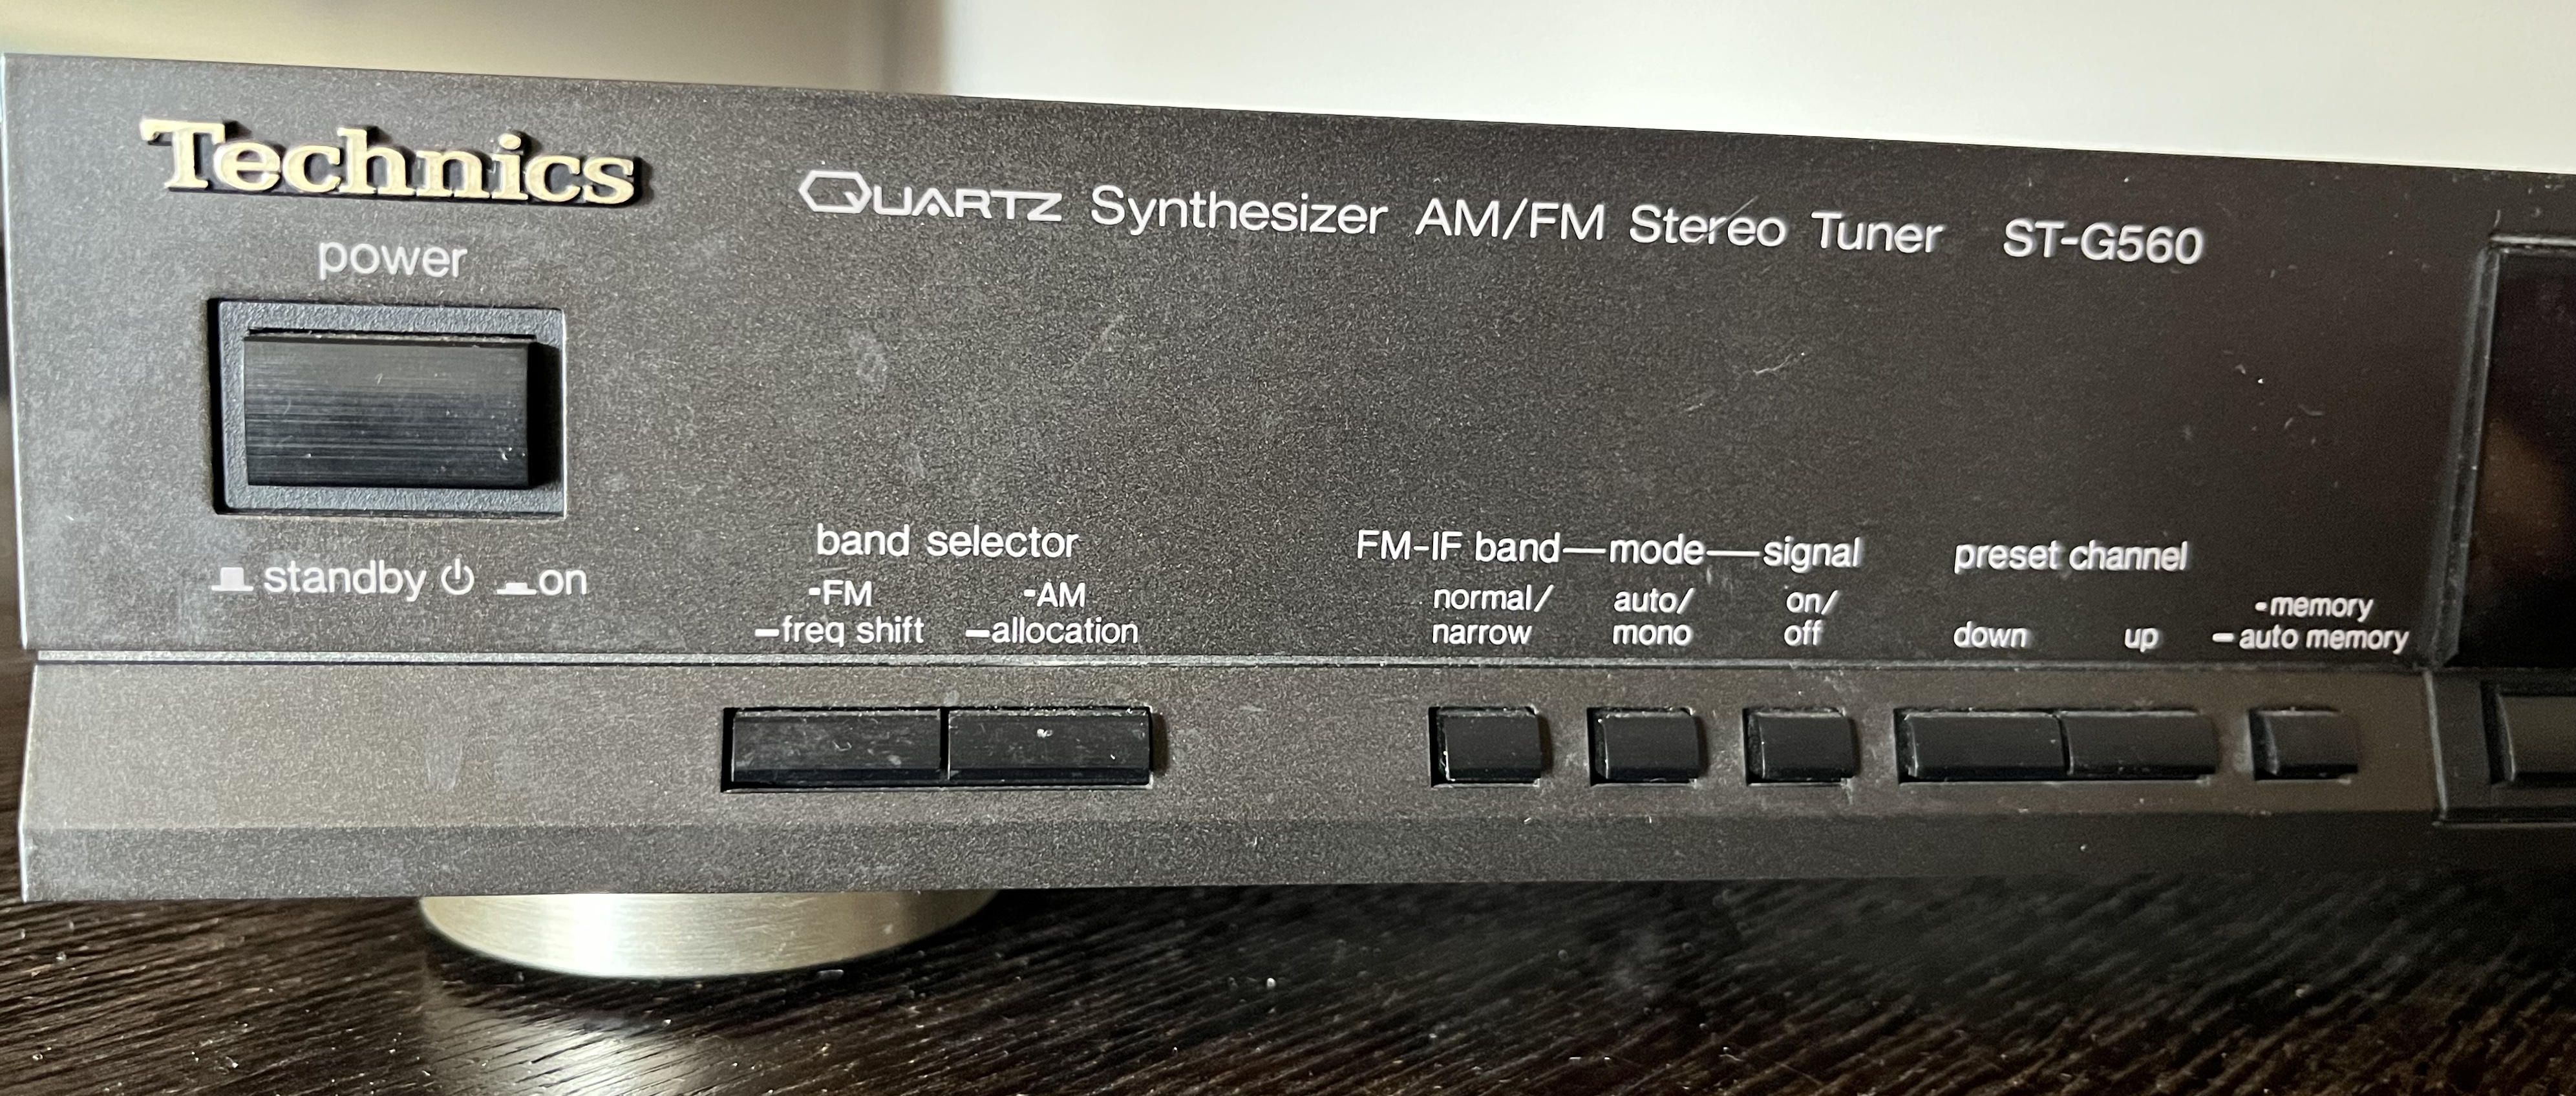 Technics
QUARTZ Synthesizer AM/FM Stereo Tuner ST-G560
power
standby on
band selector
-FM -AM
—freq shift —allocation
FM-IF band—mode—signal
normal/ auto/ on/
narrow mono off
preset channel
down up
-memory
—auto memory